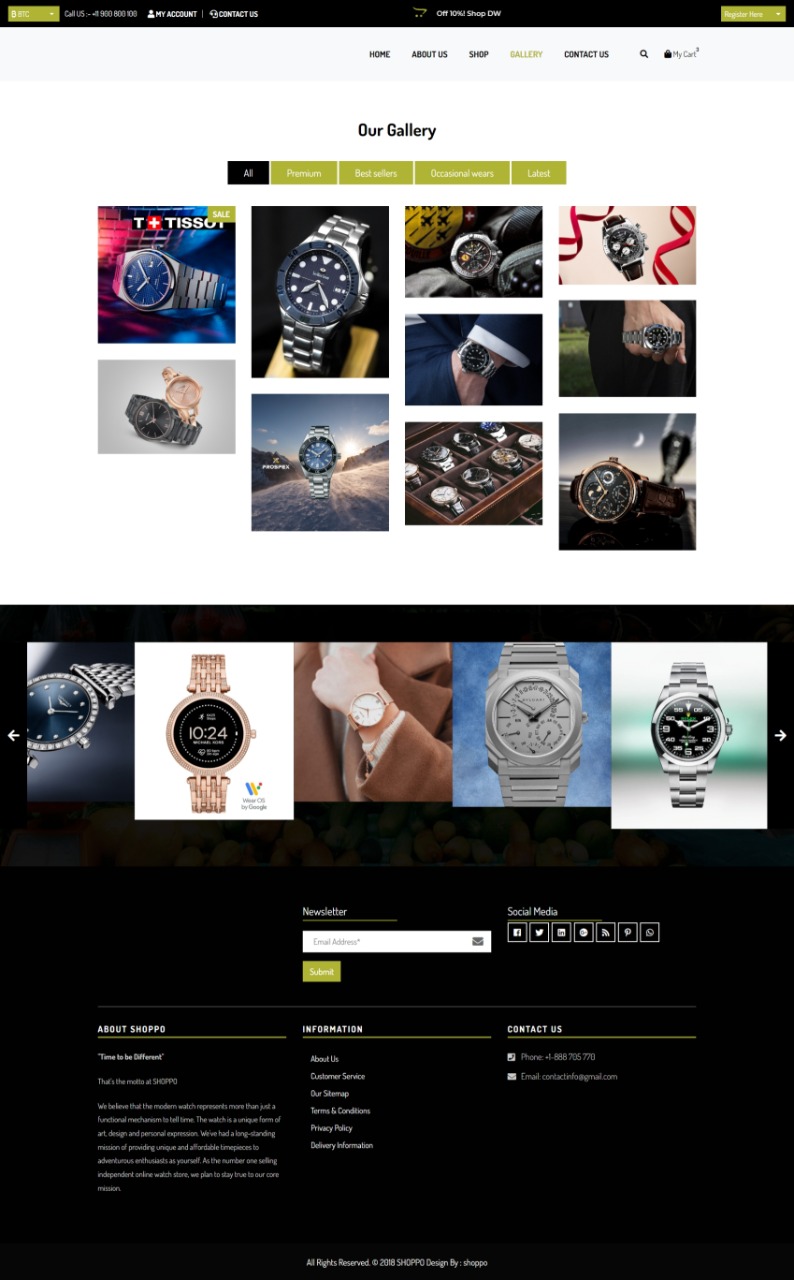 BTC
Call US :- +11 900 800 100
MY ACCOUNT
CONTACT US
Off 10%! Shop DW
Register Here
HOME
ABOUT US
SHOP
GALLERY
CONTACT US
My Cart 3
Our Gallery
All
Premium
Best sellers
Occasional wears
Latest
SALE
TISSOT
PROSPEX
10:24
MICHAEL KORS
Wear OS
by Google
Newsletter
Social Media
Email Address*
Submit
ABOUT SHOPPO
"Time to be Different"
That's the motto at SHOPPO
We believe that the modern watch represents more than just a
functional mechanism to tell time. The watch is a unique form of
art, design and personal expression. We've had a long-standing
mission of providing unique and affordable timepieces to
adventurous enthusiasts as yourself. As the number one selling
independent online watch store, we plan to stay true to our core
mission.
INFORMATION
About Us
Customer Service
Our Sitemap
Terms & Conditions
Privacy Policy
Delivery Information
CONTACT US
Phone: +1-888 705 770
Email: contactinfo@gmail.com
All Rights Reserved. © 2018 SHOPPO Design By : shoppo